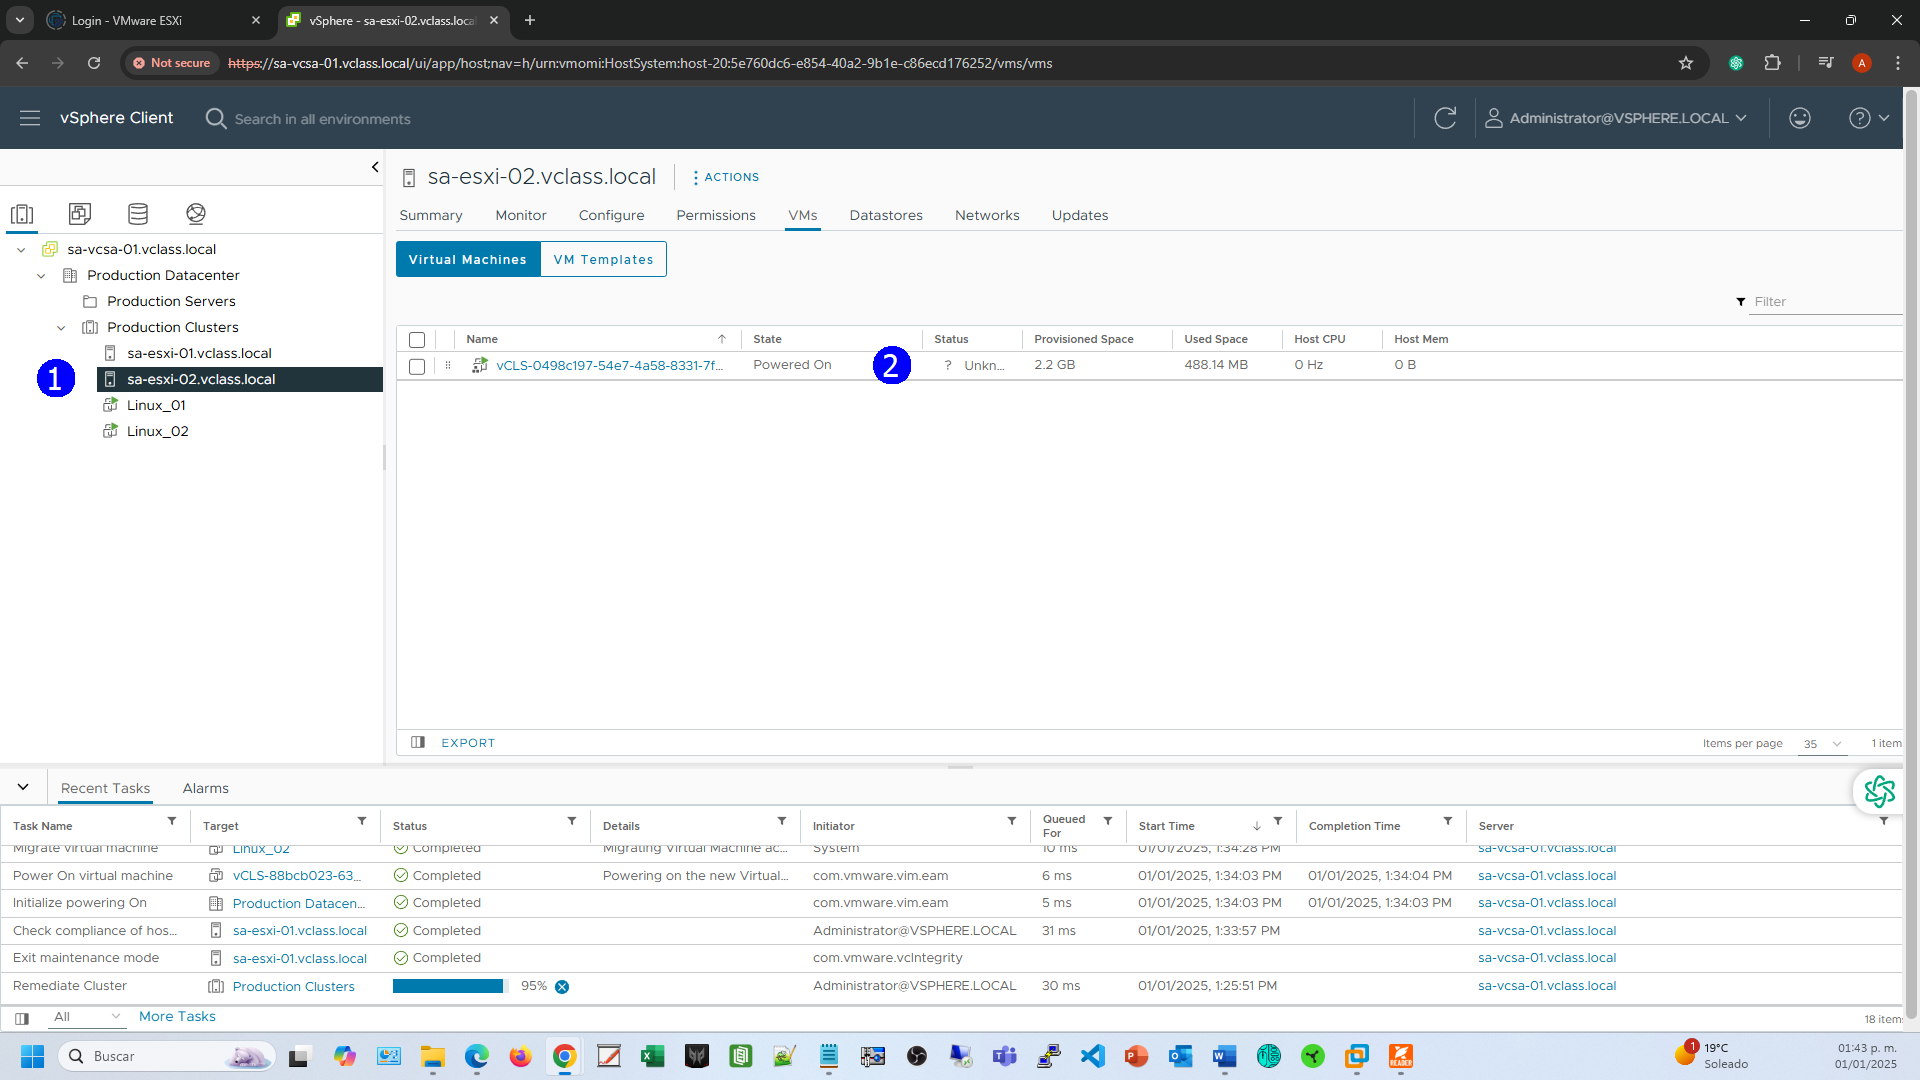 Login - VMware ESXi
vSphere - sa-esxi-02.vclass.loca
Not secure
https://sa-vcsa-01.vclass.local/ui/app/host;nav=h/urn:vmomi:HostSystem:host-20:5e760dc6-e854-40a2-9b1e-c86ecd176252/vms/vms
A
vSphere Client
Search in all environments
Administrator@VSPHERE.LOCAL
sa-esxi-02.vclass.local
ACTIONS
Summary Monitor Configure Permissions VMs Datastores Networks Updates
sa-vcsa-01.vclass.local
Production Datacenter
Production Servers
Production Clusters
sa-esxi-01.vclass.local
1 sa-esxi-02.vclass.local
Linux_01
Linux_02
Virtual Machines VM Templates
Filter
Name State Status Provisioned Space Used Space Host CPU Host Mem
vCLS-0498c197-54e7-4a58-8331-7f... Powered On 2 ? Unkn... 2.2 GB 488.14 MB 0 Hz 0 B
EXPORT
Items per page 35 1 item
Recent Tasks Alarms
Task Name Target Status Details Initiator Queued For Start Time Completion Time Server
Migrate virtual machine Linux_02 Completed Migrating Virtual Machine ac... System 10 ms 01/01/2025, 1:34:28 PM sa-vcsa-01.vclass.local
Power On virtual machine vCLS-88bcb023-63... Completed Powering on the new Virtual... com.vmware.vim.eam 6 ms 01/01/2025, 1:34:03 PM 01/01/2025, 1:34:04 PM sa-vcsa-01.vclass.local
Initialize powering On Production Datacen... Completed com.vmware.vim.eam 5 ms 01/01/2025, 1:34:03 PM 01/01/2025, 1:34:03 PM sa-vcsa-01.vclass.local
Check compliance of hos... sa-esxi-01.vclass.local Completed Administrator@VSPHERE.LOCAL 31 ms 01/01/2025, 1:33:57 PM sa-vcsa-01.vclass.local
Exit maintenance mode sa-esxi-01.vclass.local Completed com.vmware.vcIntegrity sa-vcsa-01.vclass.local
Remediate Cluster Production Clusters 95% Administrator@VSPHERE.LOCAL 30 ms 01/01/2025, 1:25:51 PM sa-vcsa-01.vclass.local
All More Tasks
18 items
Buscar
1
19°C
Soleado
01:43 p. m.
01/01/2025